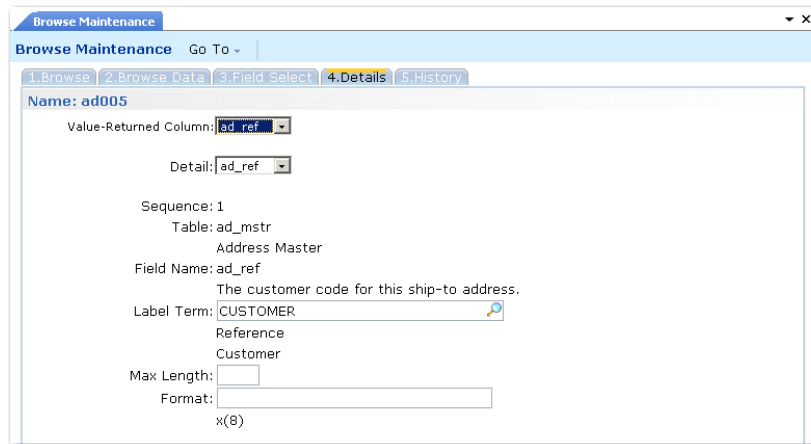 Browse Maintenance
Browse Maintenance Go To
1.Browse 2.Browse Data 3.Field Select 4.Details 5.History
Name: ad005
Value-Returned Column: ad_ref
Detail: ad_ref
Sequence: 1
Table: ad_mstr
Address Master
Field Name: ad_ref
The customer code for this ship-to address.
Label Term: CUSTOMER
Reference
Customer
Max Length:
Format:
x(8)